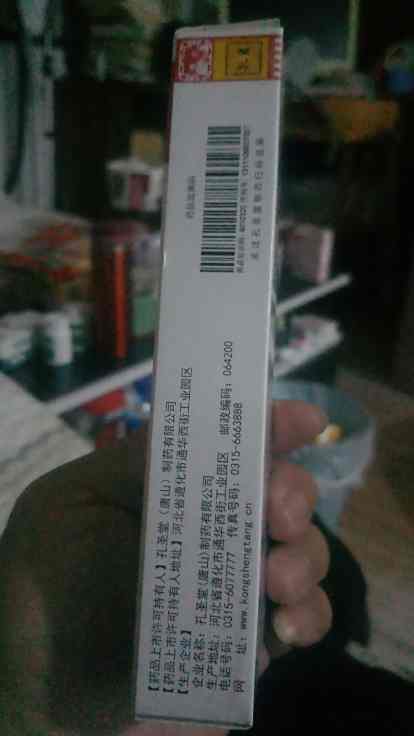 【药品上市许可持有人】孔圣堂（唐山）制药有限公司
【药品上市许可持有人地址】河北省遵化市通华西街工业园区
【生产企业】
企业名称：孔圣堂(唐山)制药有限公司
生产地址：河北省遵化市通华西街工业园区 邮政编码：064200
电话号码：0315-6077777 传真号码：0315-6663888
网 址：www.kongshengtang.cn
药品追溯码